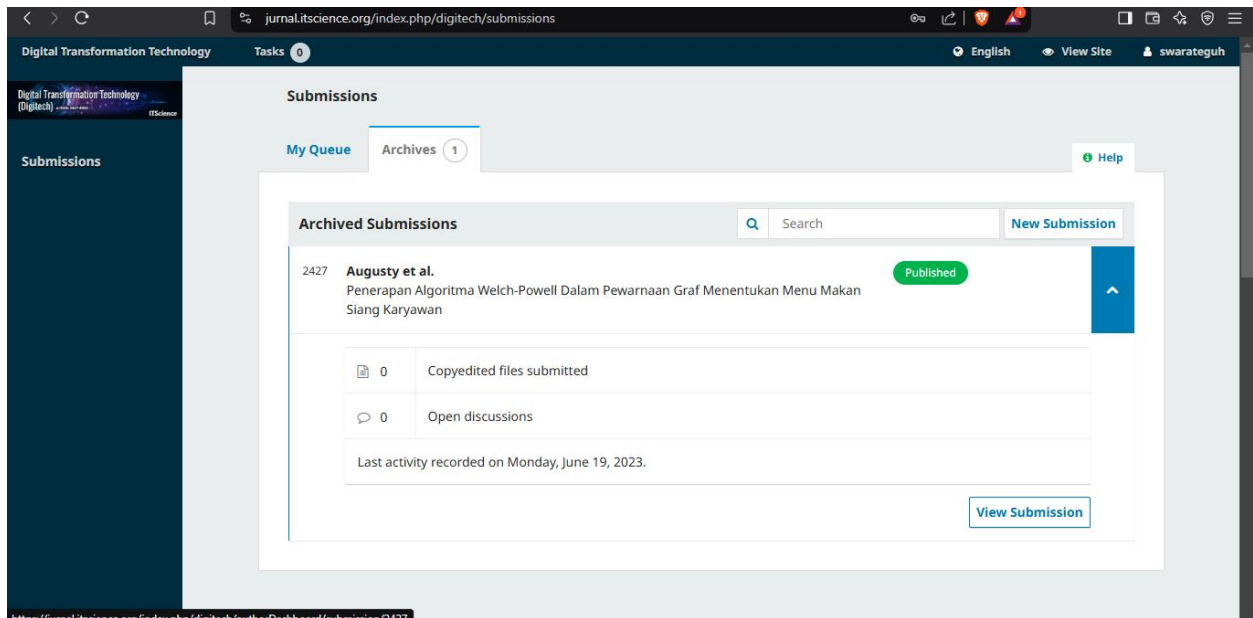 jurnal.itscience.org/index.php/digitech/submissions
Digital Transformation Technology
Tasks 0
English
View Site
swarateguh
Digital Transformation Technology
(Digitech)
ITScience
Submissions
Submissions
My Queue
Archives 1
Help
Archived Submissions
Search
New Submission
2427
Augusty et al.
Published
Penerapan Algoritma Welch-Powell Dalam Pewarnaan Graf Menentukan Menu Makan
Siang Karyawan
0 Copyedited files submitted
0 Open discussions
Last activity recorded on Monday, June 19, 2023.
View Submission